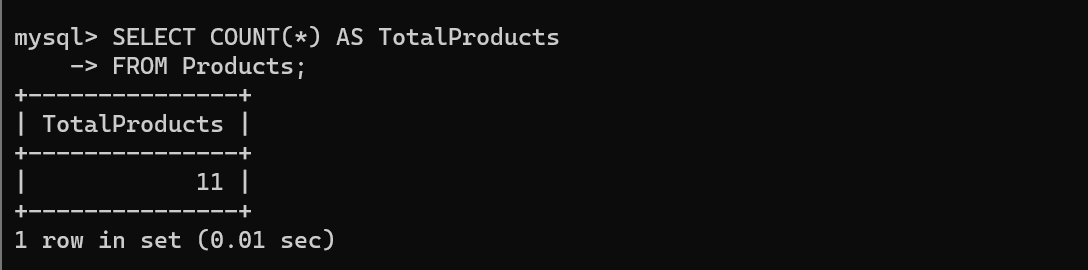 mysql> SELECT COUNT(*) AS TotalProducts
    -> FROM Products;
+---------------+
| TotalProducts |
+---------------+
|            11 |
+---------------+
1 row in set (0.01 sec)